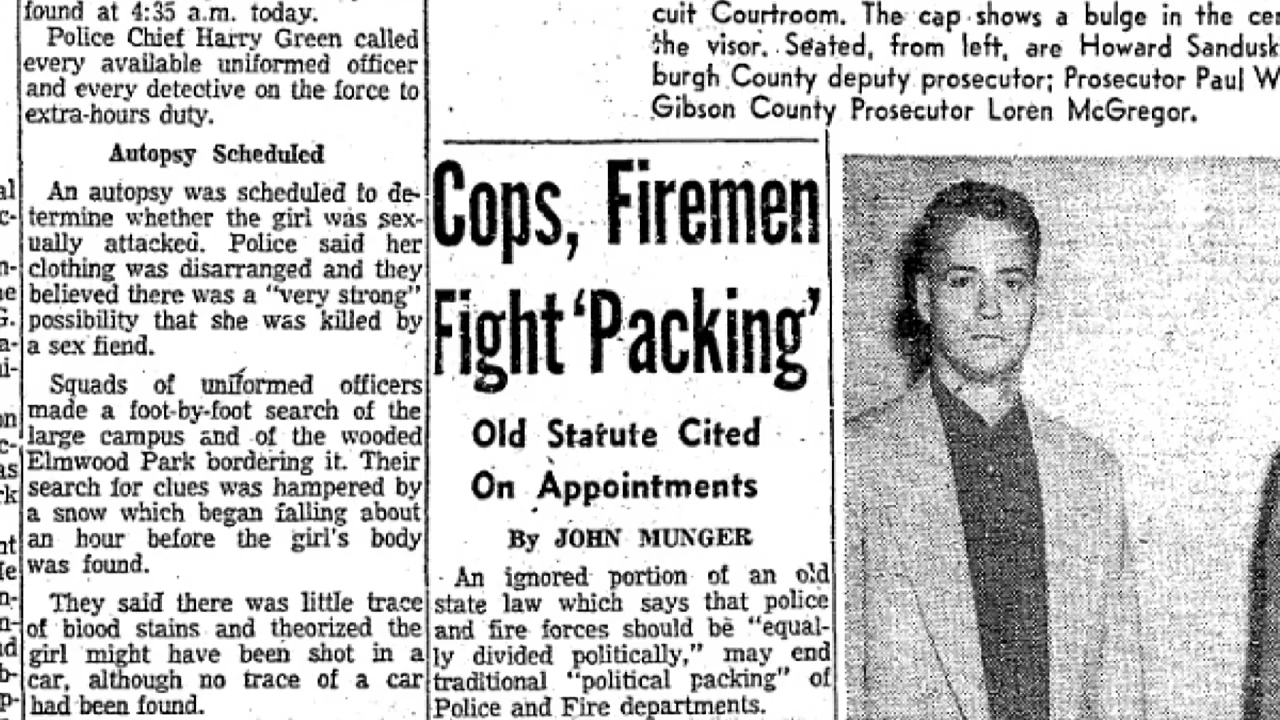 found at 4:35 a.m. today.
Police Chief Harry Green called
every available uniformed officer
and every detective on the force to
extra-hours duty.
Autopsy Scheduled
An autopsy was scheduled to de-
termine whether the girl was sex-
ually attacked. Police said her
clothing was disarranged and they
believed there was a "very strong"
possibility that she was killed by
a sex fiend.
Squads of uniformed officers
made a foot-by-foot search of the
large campus and of the wooded
Elmwood Park bordering it. Their
search for clues was hampered by
a snow which began falling about
an hour before the girl's body
was found.
They said there was little trace
of blood stains and theorized the
girl might have been shot in a
car, although no trace of a car
had been found.
cuit Courtroom. The cap shows a bulge in the
the visor. Seated, from left, are Howard Sandusk
burgh County deputy prosecutor; Prosecutor Paul W
Gibson County Prosecutor Loren McGregor.
Cops, Firemen
Fight 'Packing'
Old Statute Cited
On Appointments
By JOHN MUNGER
An ignored portion of an old
state law which says that police
and fire forces should be "equal-
ly divided politically," may end
traditional "political packing" of
Police and Fire departments.